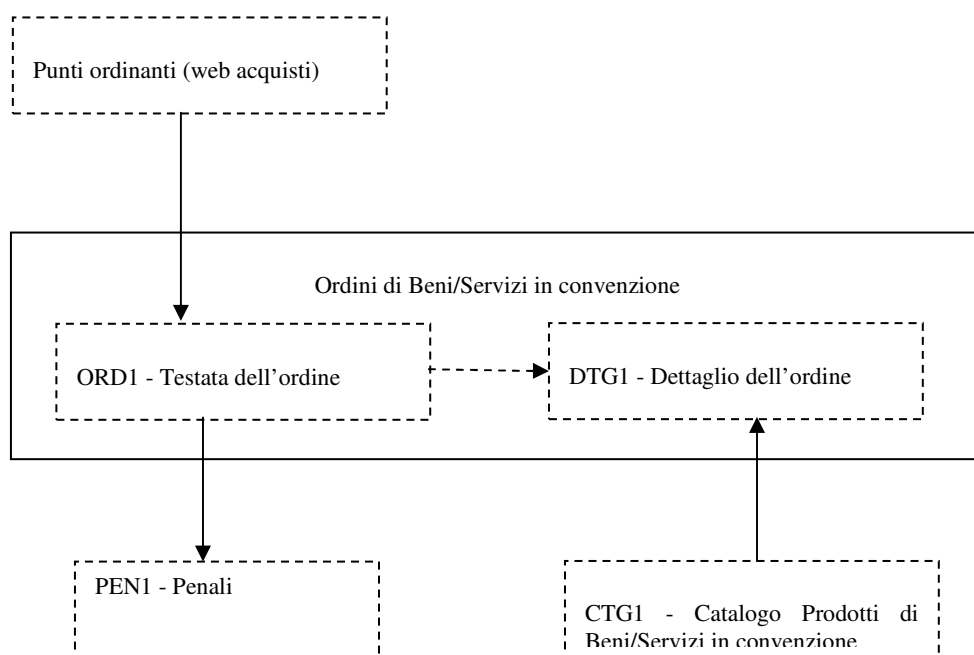 Punti ordinanti (web acquisti)
Ordini di Beni/Servizi in convenzione
ORD1 - Testata dell’ordine
DTG1 - Dettaglio dell’ordine
PEN1 - Penali
CTG1 - Catalogo Prodotti di
Beni/Servizi in convenzione